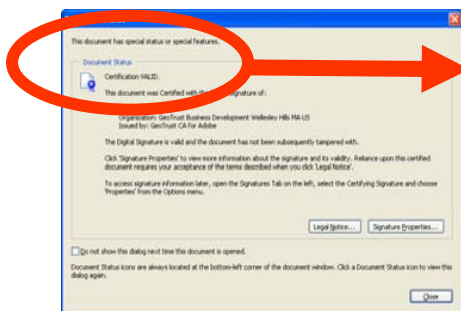 This document has special status or special features.
Document Status
Certification VALID.
This document was Certified with signature of:
Organization: GeoTrust Business Development Wellesley Hills MA US
Issued by: GeoTrust CA for Adobe
The Digital Signature is valid and the document has not been subsequently tampered with.
Click 'Signature Properties' to view more information about the signature and its validity. Reliance upon this certified
document requires your acceptance of the terms described when you click 'Legal Notice'.
To access signature information later, open the Signatures Tab on the left, select the Certifying Signature and choose
'Properties' from the Options menu.
Legal Notice... Signature Properties...
Do not show this dialog next time this document is opened.
Document Status icons are always located at the bottom-left corner of the document window. Click a Document Status icon to view this
dialog again.
Close